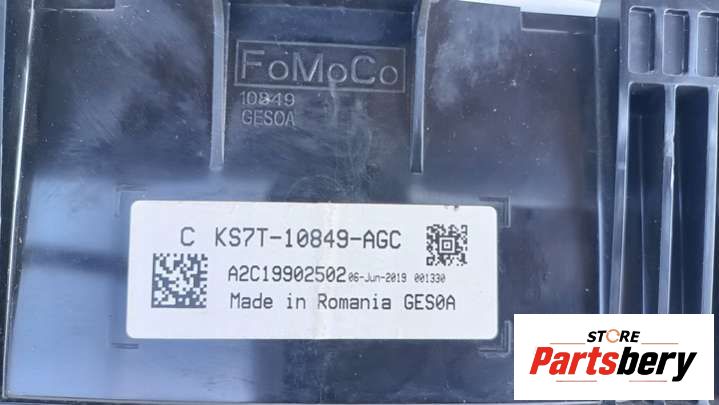 FoMoCo
10849
GES0A
C KS7T-10849-AGC
A2C19902502 06-Jun-2019 001330
Made in Romania GES0A
STORE
Partsbery